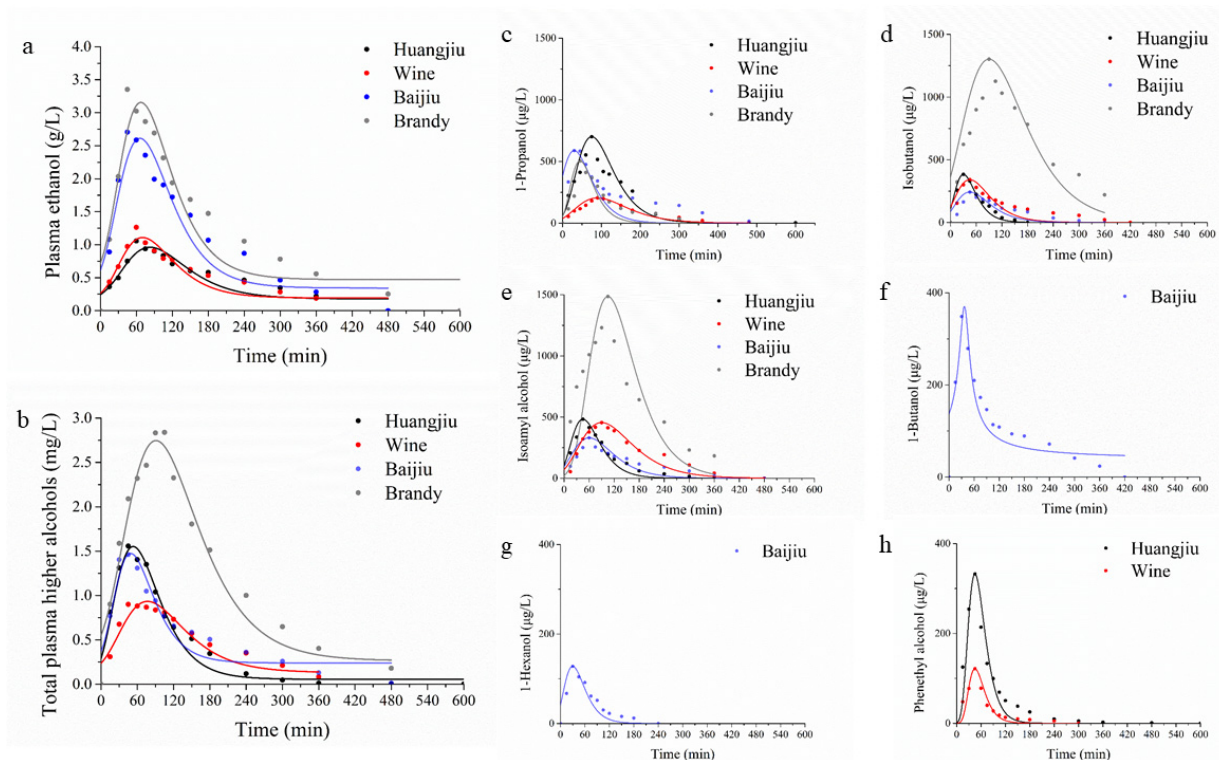 a
Plasma ethanol (g/L)
4.0
3.5
3.0
2.5
2.0
1.5
1.0
0.5
0.0
Huangjiu
Wine
Baijiu
Brandy
0 60 120 180 240 300 360 420 480 540 600
Time (min)
b
Total plasma higher alcohols (mg/L)
3.0
2.5
2.0
1.5
1.0
0.5
0.0
Huangjiu
Wine
Baijiu
Brandy
0 60 120 180 240 300 360 420 480 540 600
Time (min)
c
1-Propanol (μg/L)
1500
1000
500
0
Huangjiu
Wine
Baijiu
Brandy
0 100 200 300 400 500 600
Time (min)
d
Isobutanol (μg/L)
1500
1000
500
0
Huangjiu
Wine
Baijiu
Brandy
0 60 120 180 240 300 360 420 480 540 600
Time (min)
e
Isoamyl alcohol (μg/L)
1500
1000
500
0
Huangjiu
Wine
Baijiu
Brandy
0 60 120 180 240 300 360 420 480 540 600
Time (min)
f
1-Butanol (μg/L)
400
200
0
Baijiu
0 60 120 180 240 300 360 420 480 540 600
Time (min)
g
1-Hexanol (μg/L)
400
200
0
Baijiu
0 60 120 180 240 300 360 420 480 540 600
Time (min)
h
Phenethyl alcohol (μg/L)
400
200
0
Huangjiu
Wine
0 60 120 180 240 300 360 420 480 540 600
Time (min)